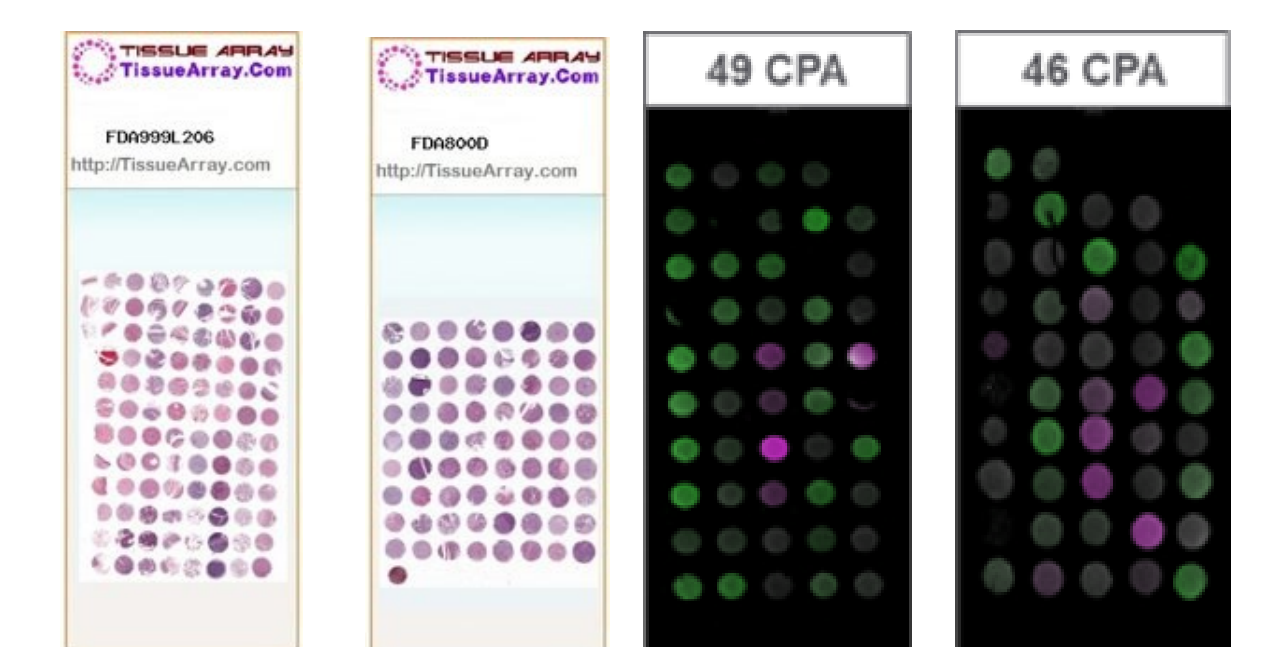 TISSUE ARRAY
TissueArray.Com
FDA999L206
http://TissueArray.com
TISSUE ARRAY
TissueArray.Com
FDA800D
http://TissueArray.com
49 CPA
46 CPA